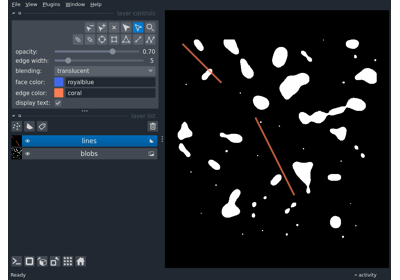 File View Plugins Window Help
layer controls
opacity: 0.70
edge width: 5
blending: translucent
face color: royalblue
edge color: coral
display text:
layer list
lines
blobs
Ready
activity